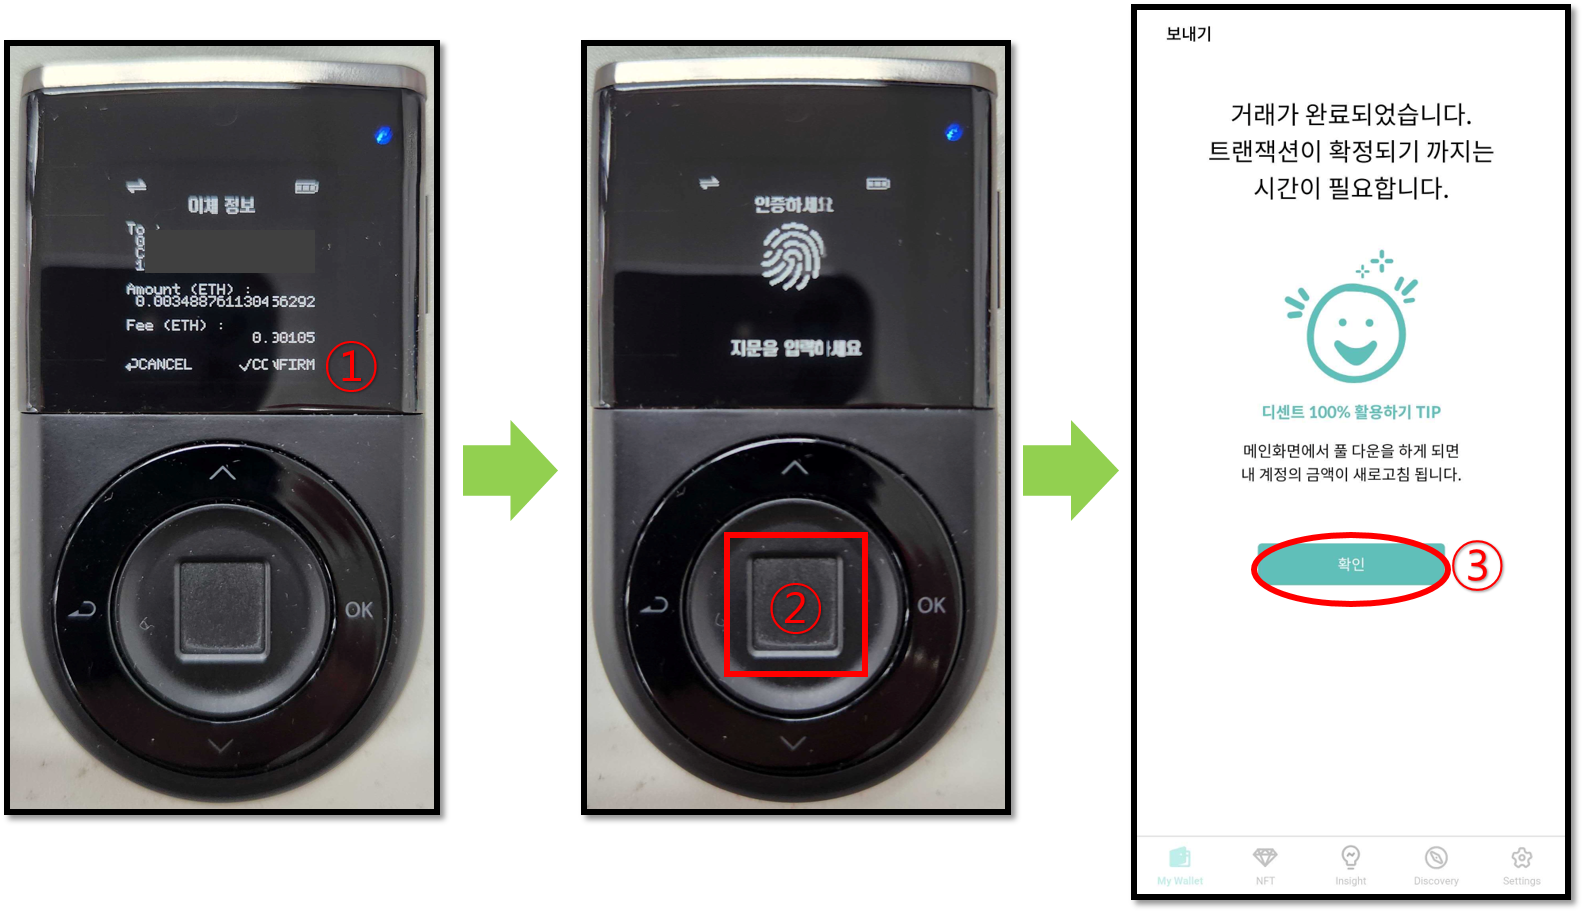 이체 정보
To :
0
C
1
Amount (ETH) :
0.003488761130456292
Fee (ETH) :
0.00105
CANCEL
CONFIRM
①
OK
인증하세요
지문을 입력하세요
②
OK
보내기
거래가 완료되었습니다.
트랜잭션이 확정되기 까지는
시간이 필요합니다.
디센트 100% 활용하기 TIP
메인화면에서 풀 다운을 하게 되면
내 계정의 금액이 새로고침 됩니다.
확인
③
My Wallet
NFT
Insight
Discovery
Settings